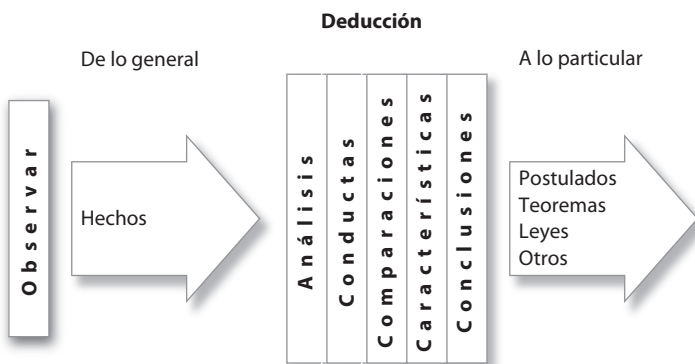 Deducción
De lo general
A lo particular
Observar
Hechos
Análisis
Conductas
Comparaciones
Características
Conclusiones
Postulados
Teoremas
Leyes
Otros